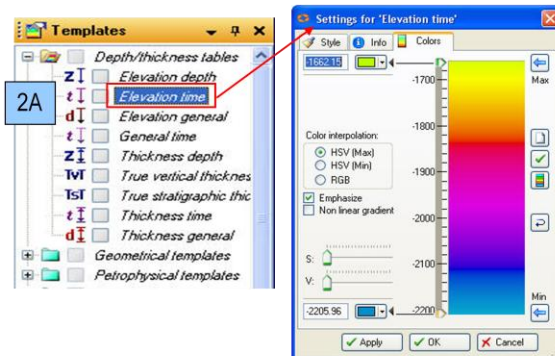 Templates
Depth/thickness tables
Elevation depth
Elevation time
Elevation general
General time
Thickness depth
True vertical thicknes
True stratigraphic thic
Thickness time
Thickness general
Geometrical templates
Petrophysical templates
2A
Settings for 'Elevation time'
Style Info Colors
-1662.15
Max
-1700
-1800
-1900
-2000
-2100
-2200
Color interpolation:
HSV (Max)
HSV (Min)
RGB
Emphasize
Non linear gradient
S:
V:
Min
-2205.96
Apply OK Cancel